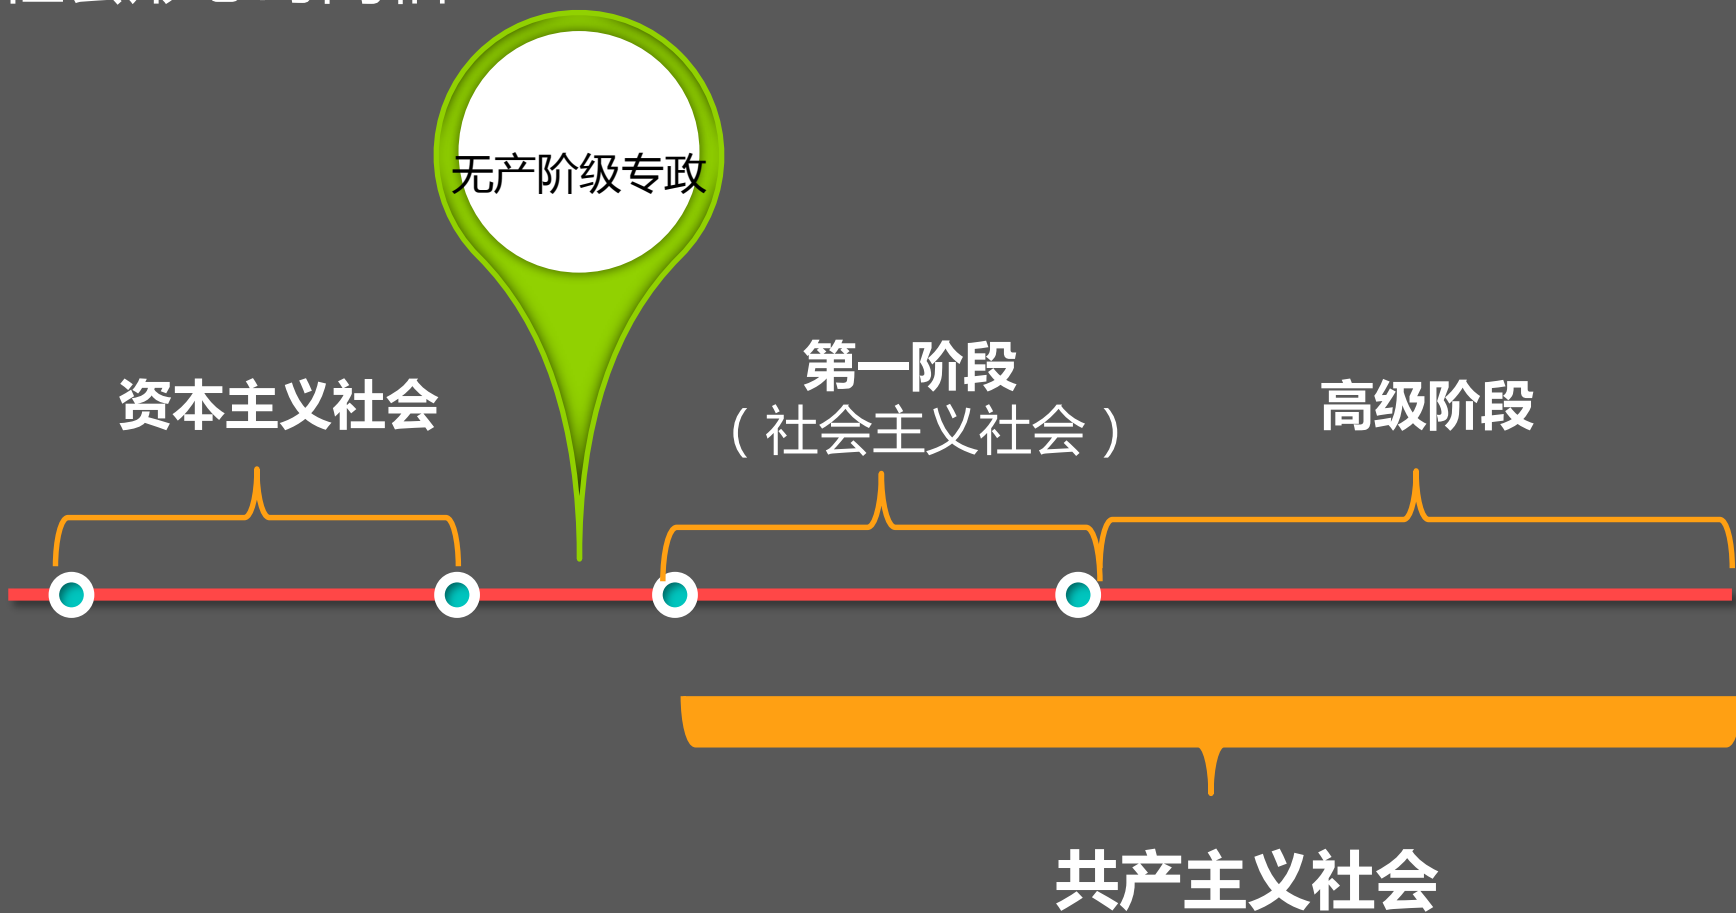 无产阶级专政
资本主义社会
第一阶段
（社会主义社会）
高级阶段
共产主义社会